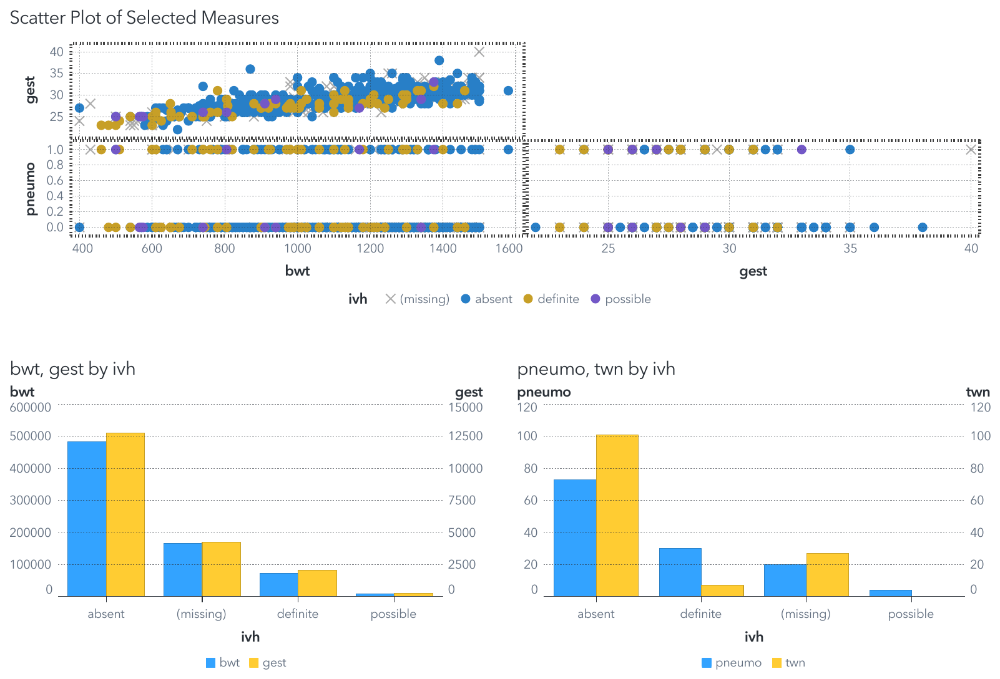 Scatter Plot of Selected Measures
gest
40
35
30
25
pneumo
1.0
0.8
0.6
0.4
0.2
0.0
400 600 800 1000 1200 1400 1600 25 30 35 40
bwt gest
ivh (missing) absent definite possible
bwt, gest by ivh
bwt gest
600000 15000
500000 12500
400000 10000
300000 7500
200000 5000
100000 2500
0 0
absent (missing) definite possible
ivh
bwt gest
pneumo, twn by ivh
pneumo twn
120 120
100 100
80 80
60 60
40 40
20 20
0 0
absent definite (missing) possible
ivh
pneumo twn